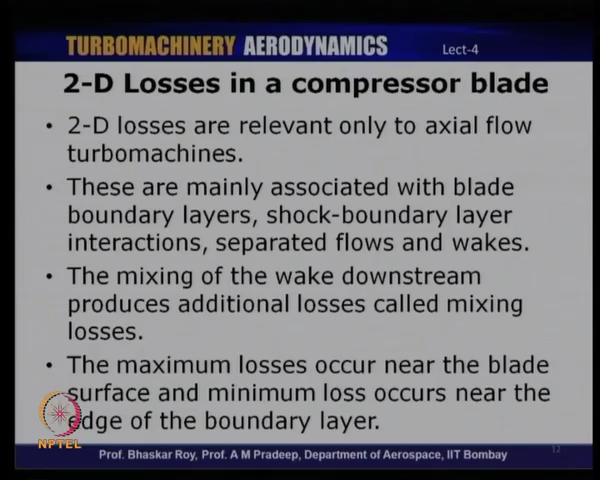 TURBOMACHINERY AERODYNAMICS Lect-4
2-D Losses in a compressor blade
• 2-D losses are relevant only to axial flow
turbomachines.
• These are mainly associated with blade
boundary layers, shock-boundary layer
interactions, separated flows and wakes.
• The mixing of the wake downstream
produces additional losses called mixing
losses.
• The maximum losses occur near the blade
surface and minimum loss occurs near the
edge of the boundary layer.
NPTEL
Prof. Bhaskar Roy, Prof. A M Pradeep, Department of Aerospace, IIT Bombay
12